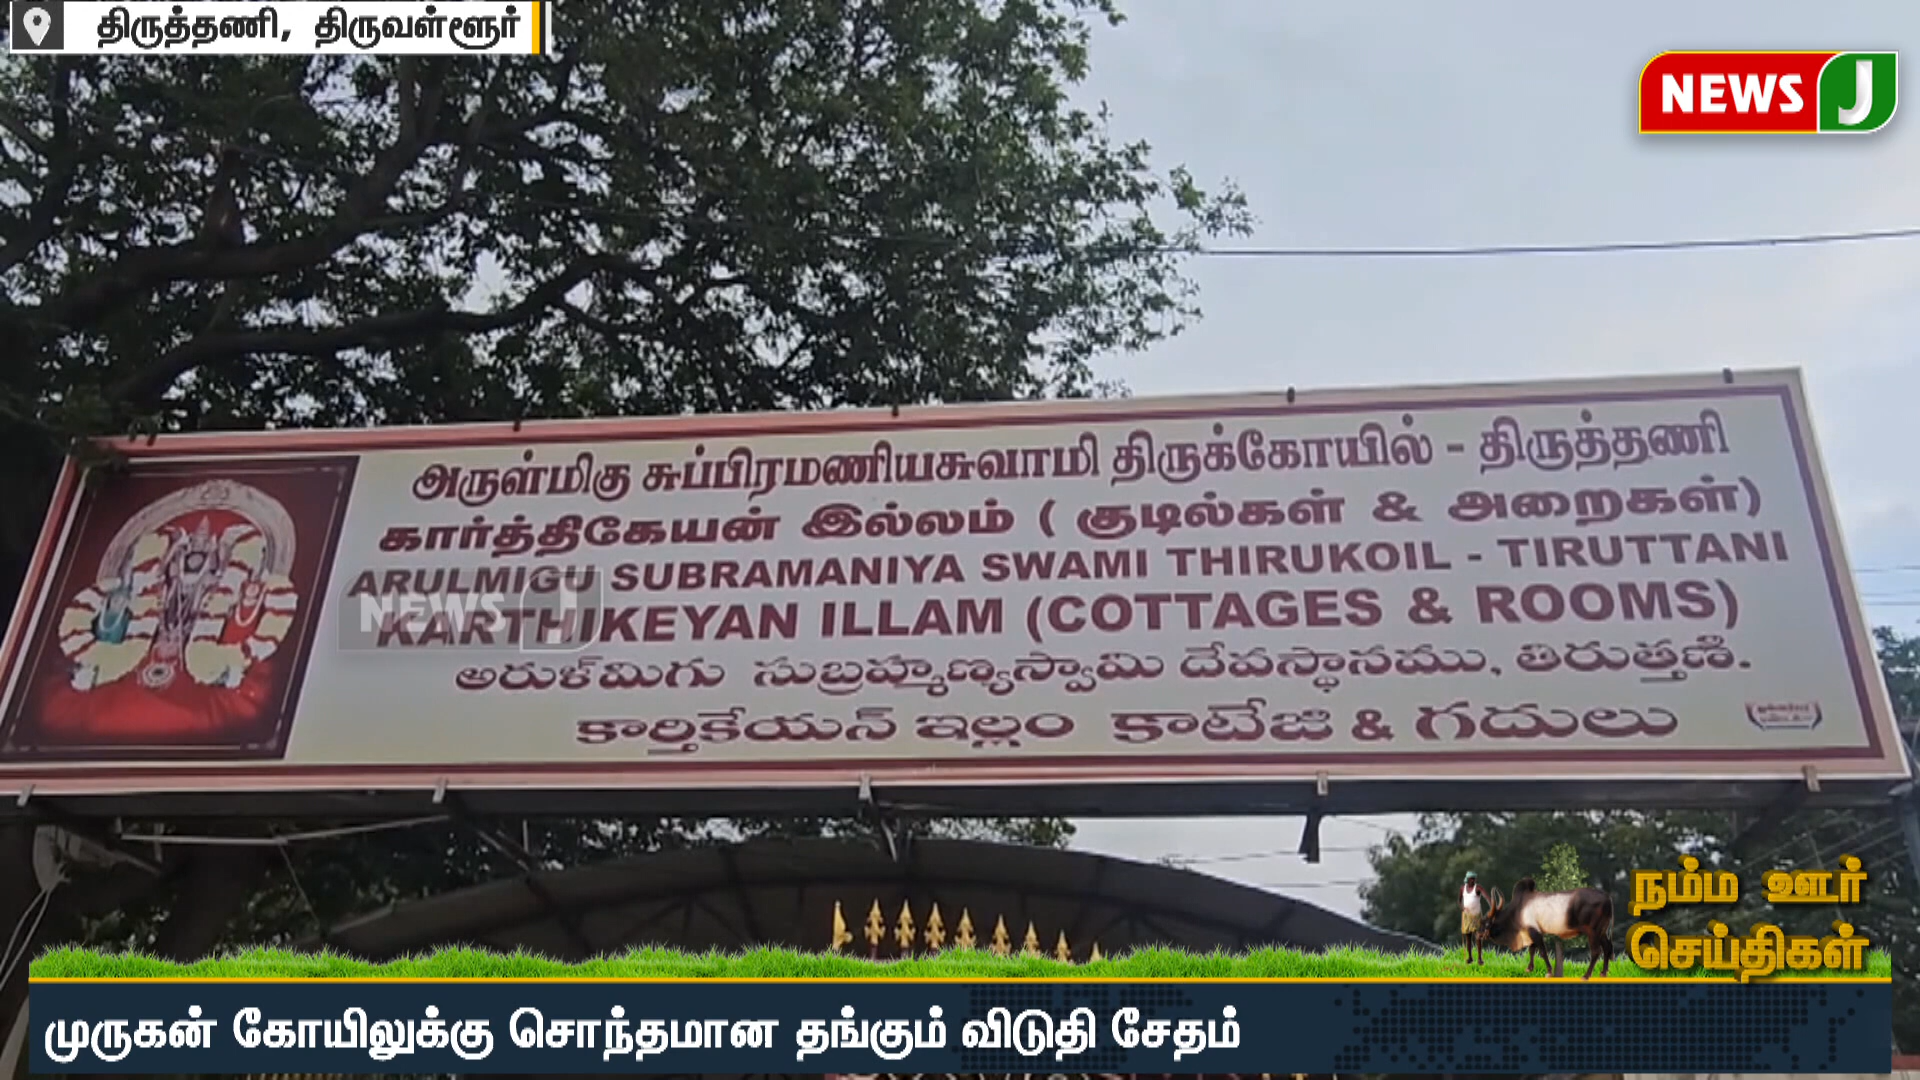 திருத்தணி, திருவள்ளூர்
NEWS J
அருள்மிகு சுப்பிரமணியசுவாமி திருக்கோயில் - திருத்தணி
கார்த்திகேயன் இல்லம் ( குடில்கள் & அறைகள்)
ARULMIGU SUBRAMANIYA SWAMI THIRUKOIL - TIRUTTANI
KARTHIKEYAN ILLAM (COTTAGES & ROOMS)
NEWS J
అరుళ్‌మిగు సుబ్రహ్మణ్యస్వామి దేవస్థానము, తిరుత్తణి.
కార్తికేయన్ ఇల్లం కాటేజి & గదులు
நம்ம ஊர்
செய்திகள்
முருகன் கோயிலுக்கு சொந்தமான தங்கும் விடுதி சேதம்